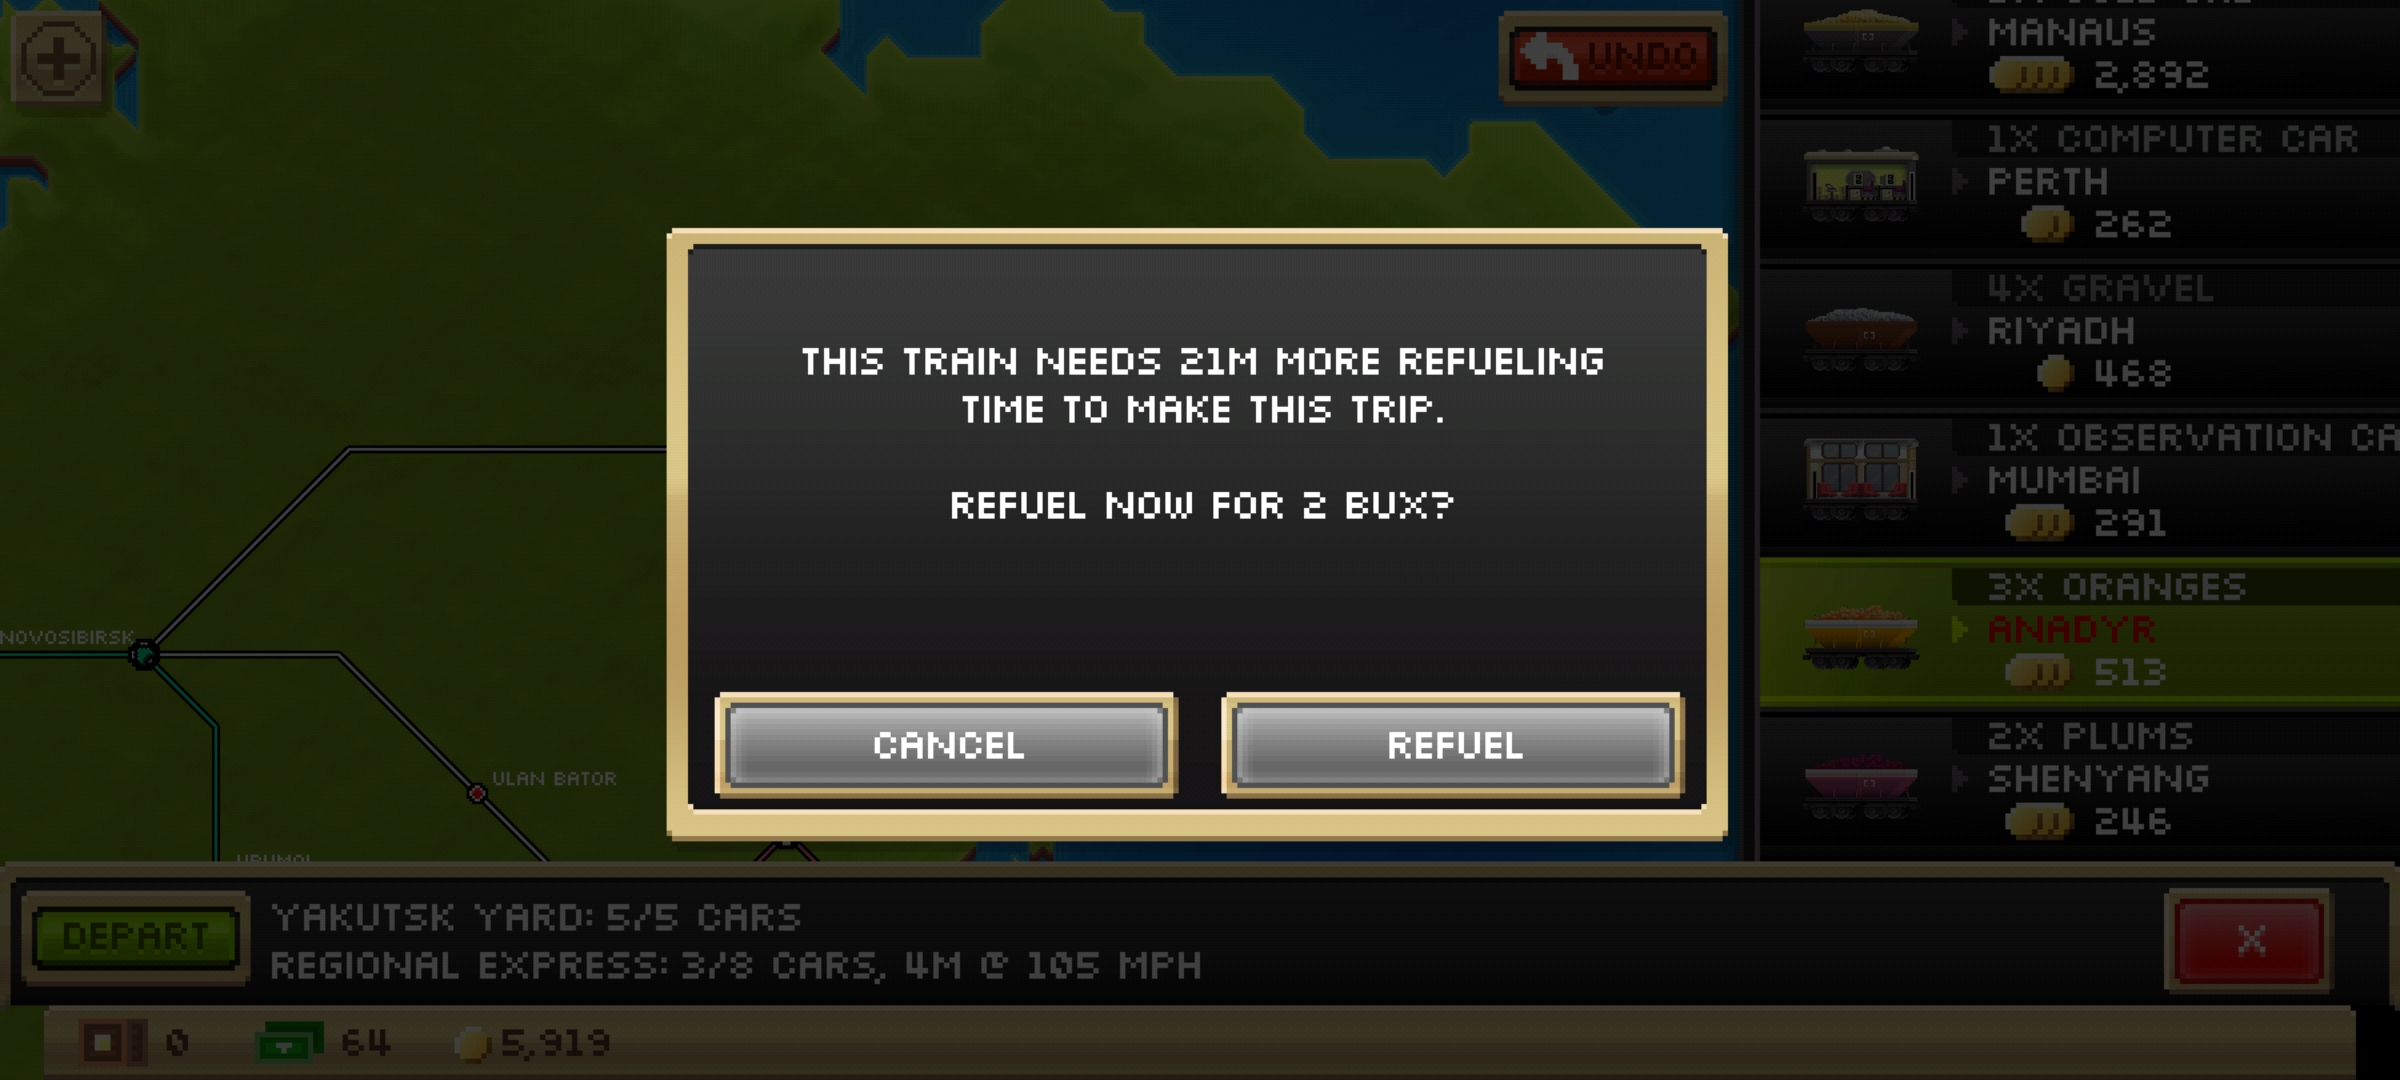 UNDO
MANAUS
2,892
1X COMPUTER CAR
PERTH
262
4X GRAVEL
RIYADH
468
1X OBSERVATION CA
MUMBAI
291
3X ORANGES
ANADYR
513
2X PLUMS
SHENYANG
246
THIS TRAIN NEEDS 21M MORE REFUELING
TIME TO MAKE THIS TRIP.
REFUEL NOW FOR 2 BUX?
CANCEL
REFUEL
NOVOSIBIRSK
ULAN BATOR
DEPART
YAKUTSK YARD: 5/5 CARS
REGIONAL EXPRESS: 3/8 CARS, 4M @ 105 MPH
X
0
64
5,919